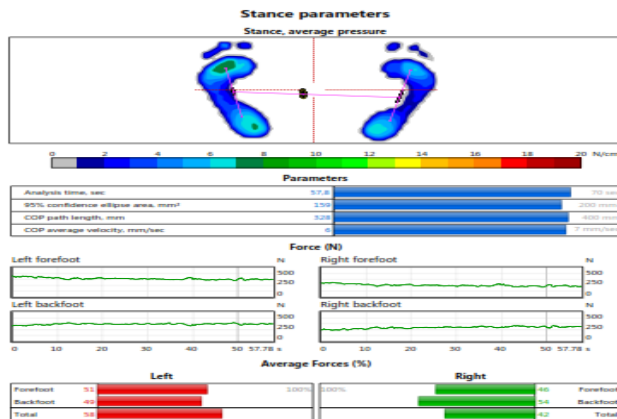 Stance parameters
Stance, average pressure
0 2 4 6 8 10 12 14 16 18 20 N/cm²
Parameters
Analysis time, sec 57,8 70 sec
95% confidence ellipse area, mm² 159 200 mm
COP path length, mm 328 400 mm
COP average velocity, mm/sec 6 7 mm/sec
Force (N)
Left forefoot N Right forefoot N
500 500
250 250
0 0
Left backfoot N Right backfoot N
500 500
250 250
0 0
0 10 20 30 40 50 57.78 s 0 10 20 30 40 50 57.78 s
Average Forces (%)
Left Right
Forefoot 51 100% 100% 46 Forefoot
Backfoot 49 54 Backfoot
Total 58 42 Total